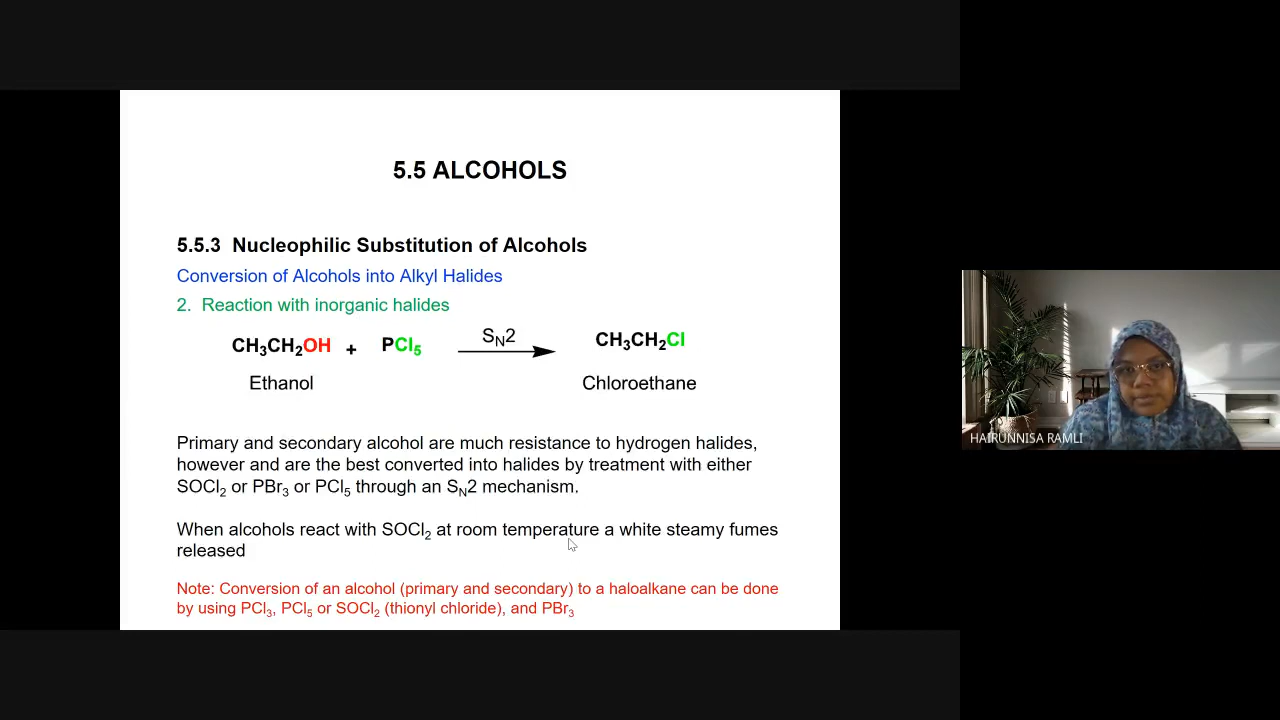 5.5 ALCOHOLS
5.5.3 Nucleophilic Substitution of Alcohols
Conversion of Alcohols into Alkyl Halides
2. Reaction with inorganic halides
CH₃CH₂OH + PCl₅ S_N2 CH₃CH₂Cl
Ethanol Chloroethane
Primary and secondary alcohol are much resistance to hydrogen halides,
however and are the best converted into halides by treatment with either
SOCl₂ or PBr₃ or PCl₅ through an S_N2 mechanism.
When alcohols react with SOCl₂ at room temperature a white steamy fumes
released
Note: Conversion of an alcohol (primary and secondary) to a haloalkane can be done
by using PCl₃, PCl₅ or SOCl₂ (thionyl chloride), and PBr₃
HAIRUNNISA RAMLI